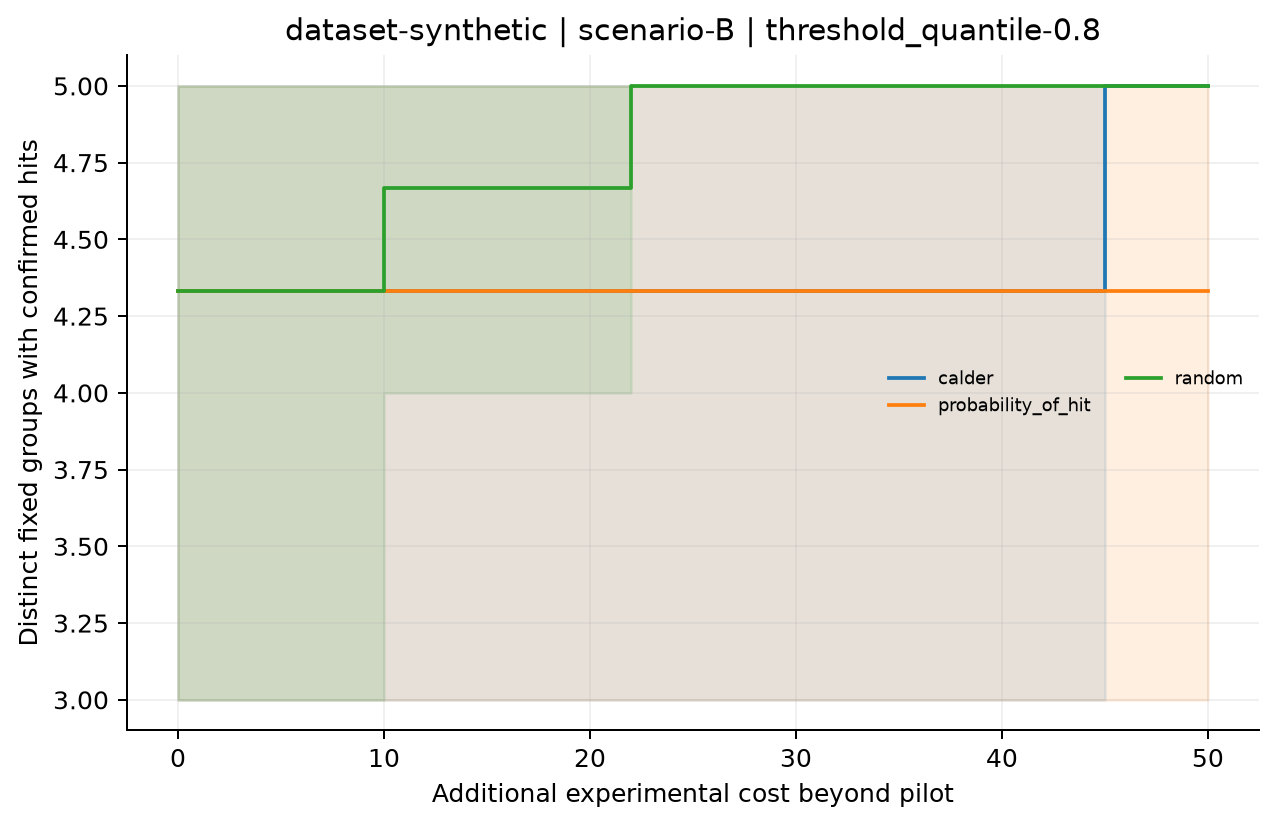 dataset-synthetic | scenario-B | threshold_quantile-0.8
Distinct fixed groups with confirmed hits
5.00
4.75
4.50
4.25
4.00
3.75
3.50
3.25
3.00
calder
probability_of_hit
random
0 10 20 30 40 50
Additional experimental cost beyond pilot